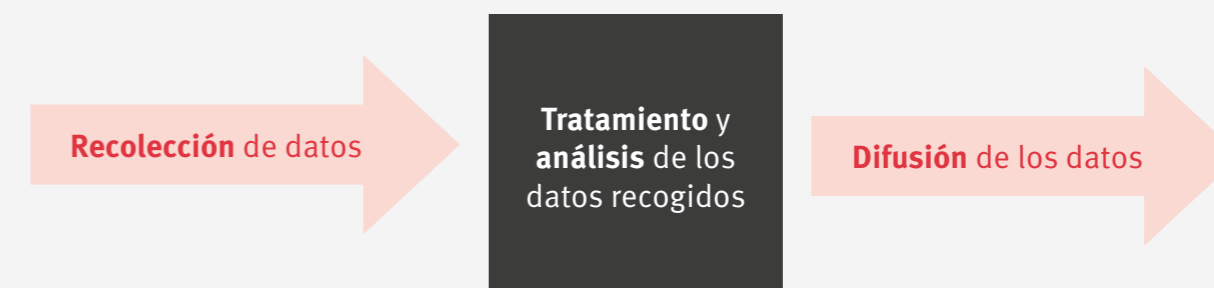 Recolección de datos
Tratamiento y
análisis de los
datos recogidos
Difusión de los datos